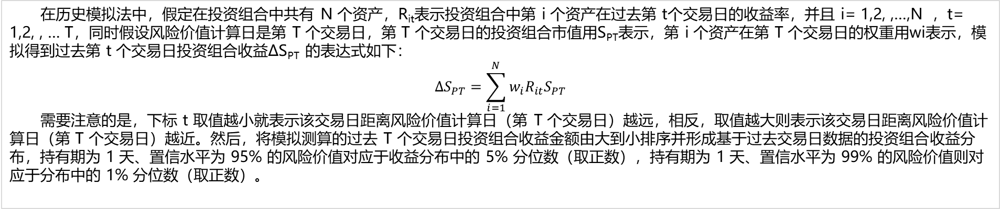 在历史模拟法中，假定在投资组合中共有 N 个资产，Rit表示投资组合中第 i 个资产在过去第 t个交易日的收益率，并且 i= 1,2, ,…,N ，t=
1,2, , … T，同时假设风险价值计算日是第 T 个交易日，第 T 个交易日的投资组合市值用SPT表示，第 i 个资产在第 T 个交易日的权重用wi表示，模
拟得到过去第 t 个交易日投资组合收益ΔSPT 的表达式如下：
ΔS_{PT} = \sum_{i=1}^{N} w_i R_{it} S_{PT}
需要注意的是，下标 t 取值越小就表示该交易日距离风险价值计算日（第 T 个交易日）越远，相反，取值越大则表示该交易日距离风险价值计
算日（第 T 个交易日）越近。然后，将模拟测算的过去 T 个交易日投资组合收益金额由大到小排序并形成基于过去交易日数据的投资组合收益分
布，持有期为 1 天、置信水平为 95% 的风险价值对应于收益分布中的 5% 分位数（取正数），持有期为 1 天、置信水平为 99% 的风险价值则对
应于分布中的 1% 分位数（取正数）。